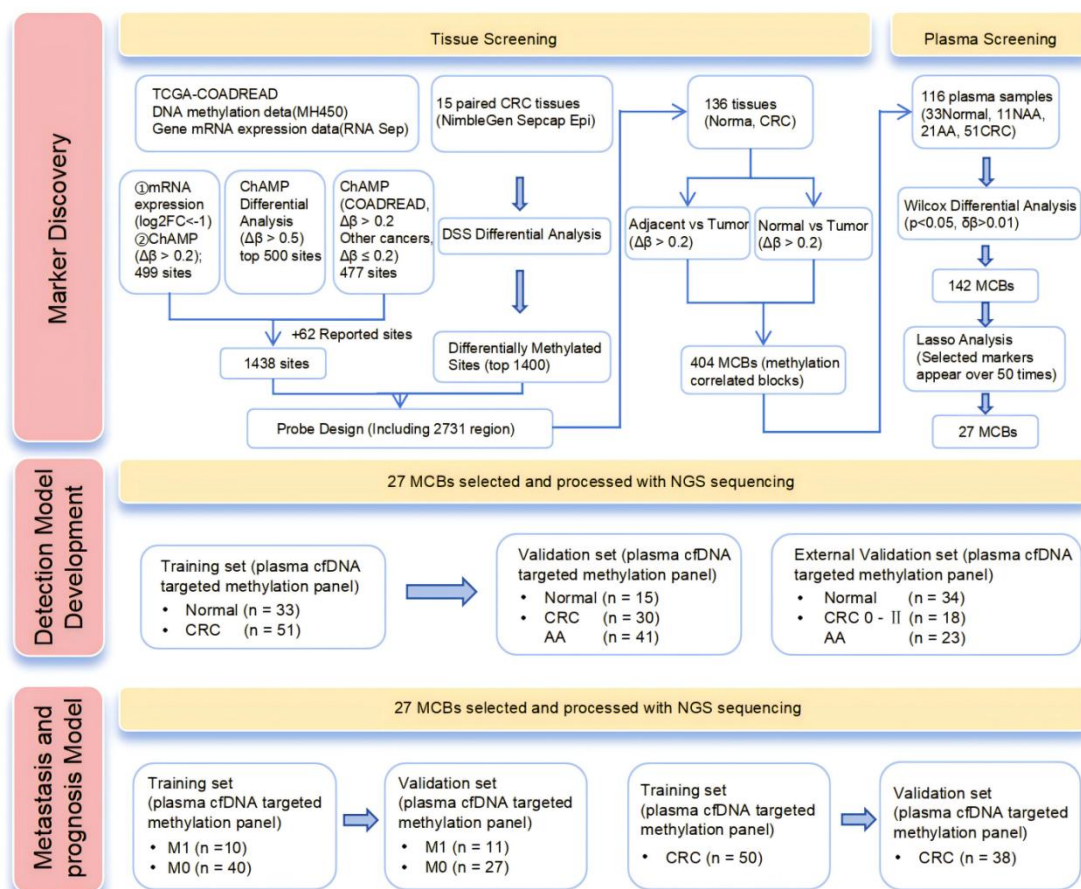 Marker Discovery
Tissue Screening
Plasma Screening
TCGA-COADREAD
DNA methylation deta(MH450)
Gene mRNA expression data(RNA Sep)
15 paired CRC tissues
(NimbleGen Sepcap Epi)
136 tissues
(Norma, CRC)
116 plasma samples
(33Normal, 11NAA,
21AA, 51CRC)
①mRNA
expression
(log2FC<-1)
②ChAMP
(Δβ > 0.2);
499 sites
ChAMP
Differential
Analysis
(Δβ > 0.5)
top 500 sites
ChAMP
(COADREAD,
Δβ > 0.2
Other cancers,
Δβ ≤ 0.2)
477 sites
DSS Differential Analysis
Adjacent vs Tumor
(Δβ > 0.2)
Normal vs Tumor
(Δβ > 0.2)
Wilcox Differential Analysis
(p<0.05, δβ>0.01)
142 MCBs
+62 Reported sites
1438 sites
Differentially Methylated
Sites (top 1400)
404 MCBs (methylation
correlated blocks)
Lasso Analysis
(Selected markers
appear over 50 times)
Probe Design (Including 2731 region)
27 MCBs
Detection Model
Development
27 MCBs selected and processed with NGS sequencing
Training set (plasma cfDNA
targeted methylation panel)
• Normal (n = 33)
• CRC (n = 51)
Validation set (plasma cfDNA
targeted methylation panel)
• Normal (n = 15)
• CRC (n = 30)
AA (n = 41)
External Validation set (plasma cfDNA
targeted methylation panel)
• Normal (n = 34)
• CRC 0 - Ⅱ (n = 18)
AA (n = 23)
Metastasis and
prognosis Model
27 MCBs selected and processed with NGS sequencing
Training set
(plasma cfDNA targeted
methylation panel)
• M1 (n =10)
• M0 (n = 40)
Validation set
(plasma cfDNA targeted
methylation panel)
• M1 (n = 11)
• M0 (n = 27)
Training set
(plasma cfDNA targeted
methylation panel)
• CRC (n = 50)
Validation set
(plasma cfDNA targeted
methylation panel)
• CRC (n = 38)